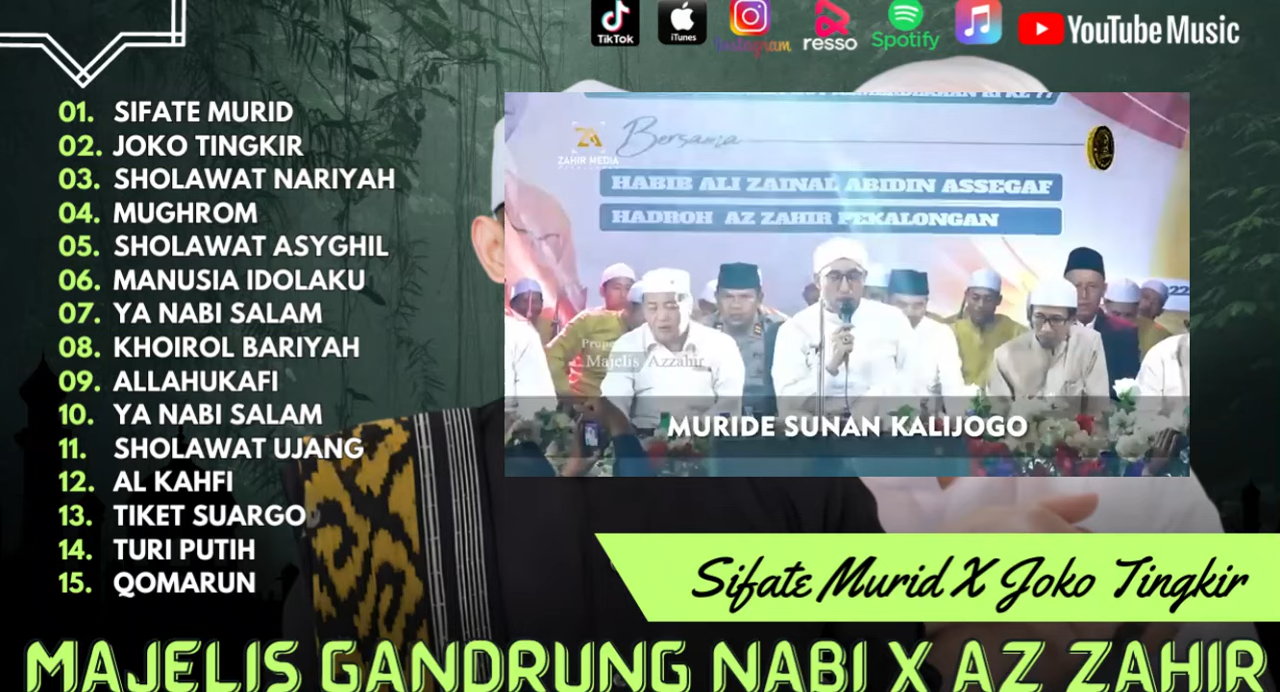 TikTok
iTunes
Instagram
resso
Spotify
YouTube Music
01. SIFATE MURID
02. JOKO TINGKIR
03. SHOLAWAT NARIYAH
04. MUGHROM
05. SHOLAWAT ASYGHIL
06. MANUSIA IDOLAKU
07. YA NABI SALAM
08. KHOIROL BARIYAH
09. ALLAHUKAFI
10. YA NABI SALAM
11. SHOLAWAT UJANG
12. AL KAHFI
13. TIKET SUARGO
14. TURI PUTIH
15. QOMARUN
Bersama
ZA
ZAHIR MEDIA
HABIB ALI ZAINAL ABIDIN ASSEGAF
HADROH AZ ZAHIR PEKALONGAN
Majelis Azzahir
MURIDE SUNAN KALIJOGO
Sifate Murid X Joko Tingkir
MAJELIS GANDRUNG NABI X AZ ZAHIR